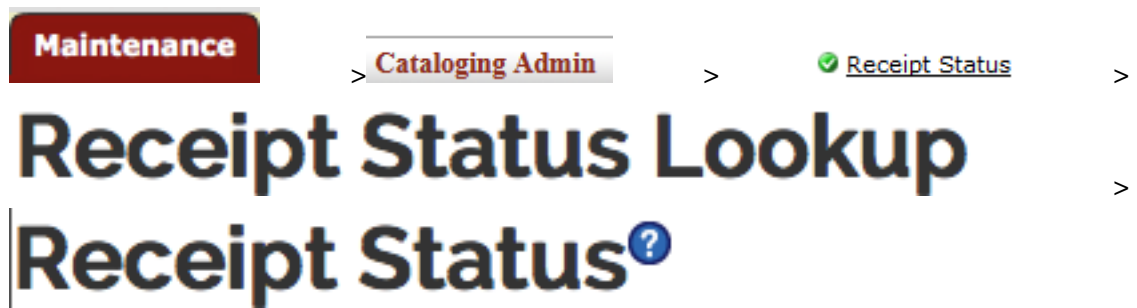 Maintenance > Cataloging Admin > Receipt Status >
Receipt Status Lookup >
Receipt Status?